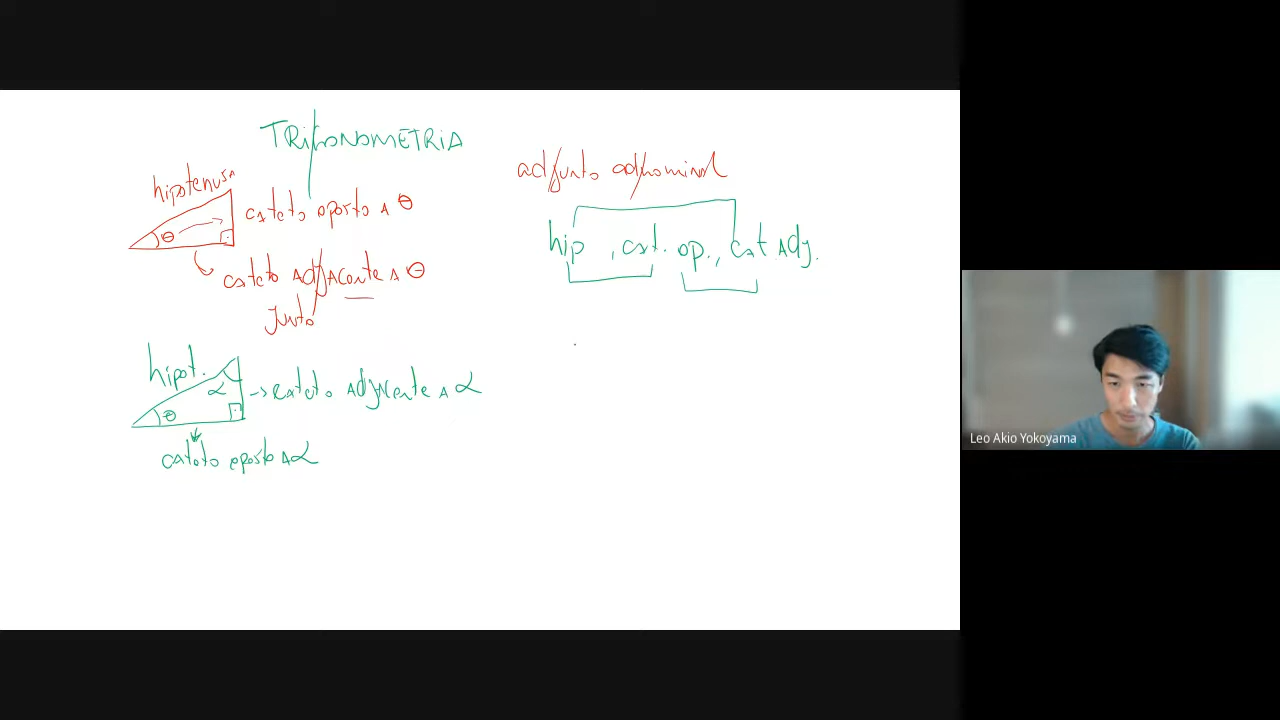 TRIGONOMETRIA
hipotenusa
cateto oposto a θ
θ
cateto adjacente a θ
Junto
hipot.
α
θ
-> cateto adjacente a α
cateto oposto a α
adjunto adnominal
hip , cat. op., cat adj.
Leo Akio Yokoyama